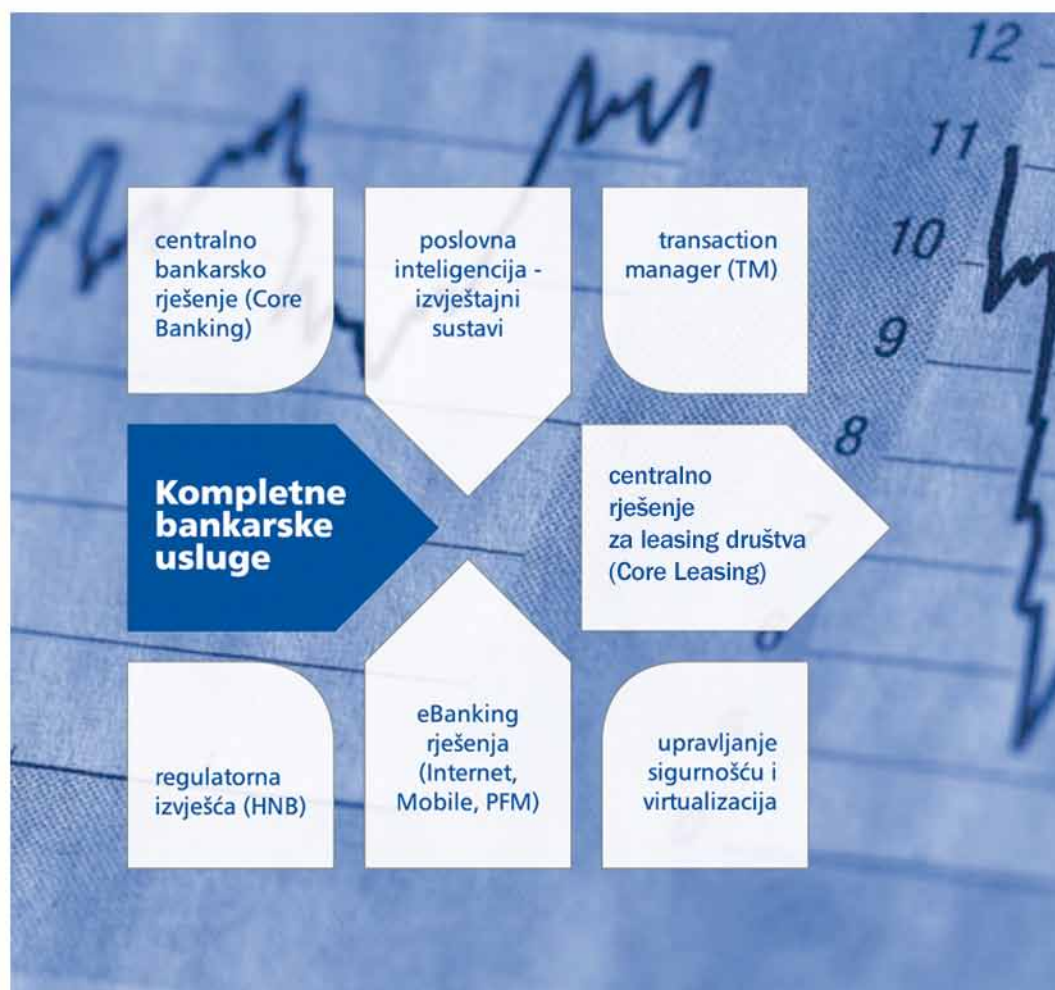 12
11
10
9
8
centralno
bankarsko
rješenje (Core
Banking)
poslovna
inteligencija -
izvještajni
sustavi
transaction
manager (TM)
Kompletne
bankarske
usluge
centralno
rješenje
za leasing društva
(Core Leasing)
regulatorna
izvješća (HNB)
eBanking
rješenja
(Internet,
Mobile, PFM)
upravljanje
sigurnošću i
virtualizacija